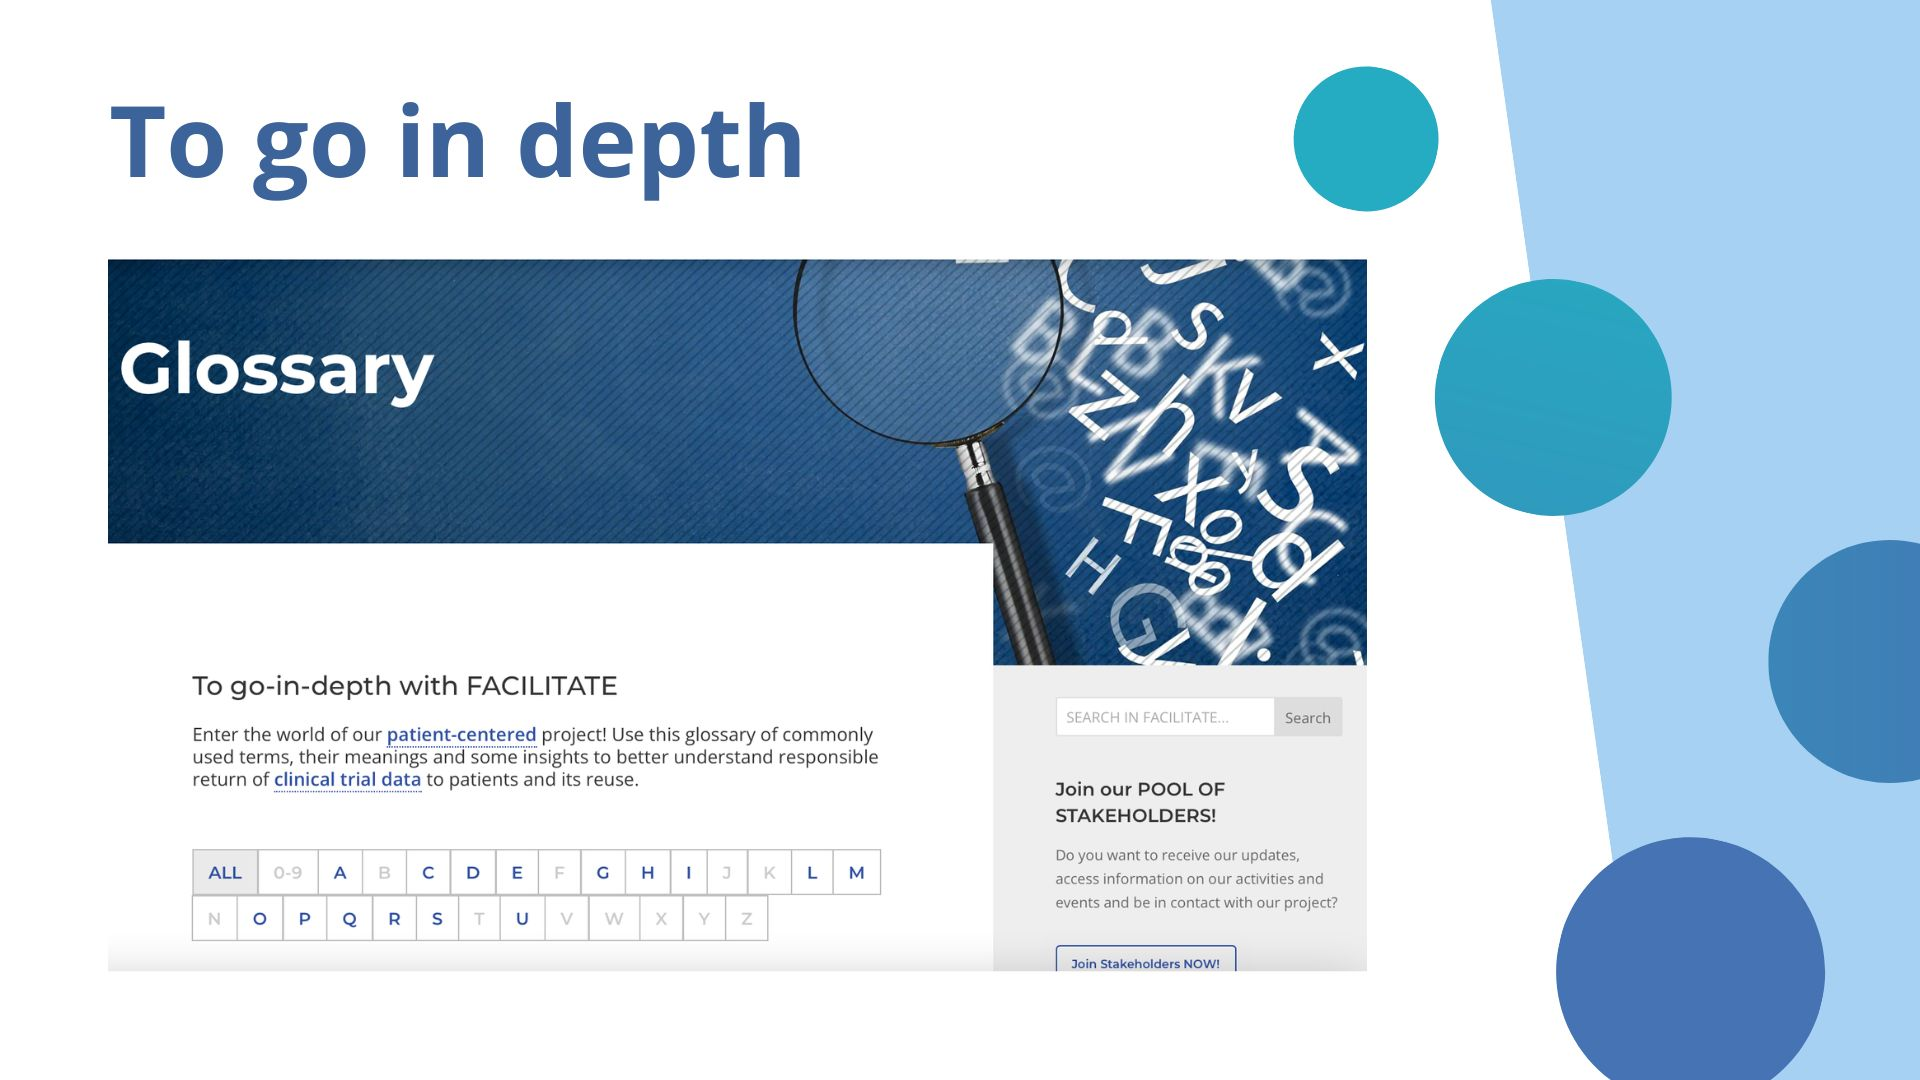 To go in depth
Glossary
To go-in-depth with FACILITATE
Enter the world of our patient-centered project! Use this glossary of commonly
used terms, their meanings and some insights to better understand responsible
return of clinical trial data to patients and its reuse.
ALL 0-9 A B C D E F G H I J K L M
N O P Q R S T U V W X Y Z
SEARCH IN FACILITATE... Search
Join our POOL OF
STAKEHOLDERS!
Do you want to receive our updates,
access information on our activities and
events and be in contact with our project?
Join Stakeholders NOW!